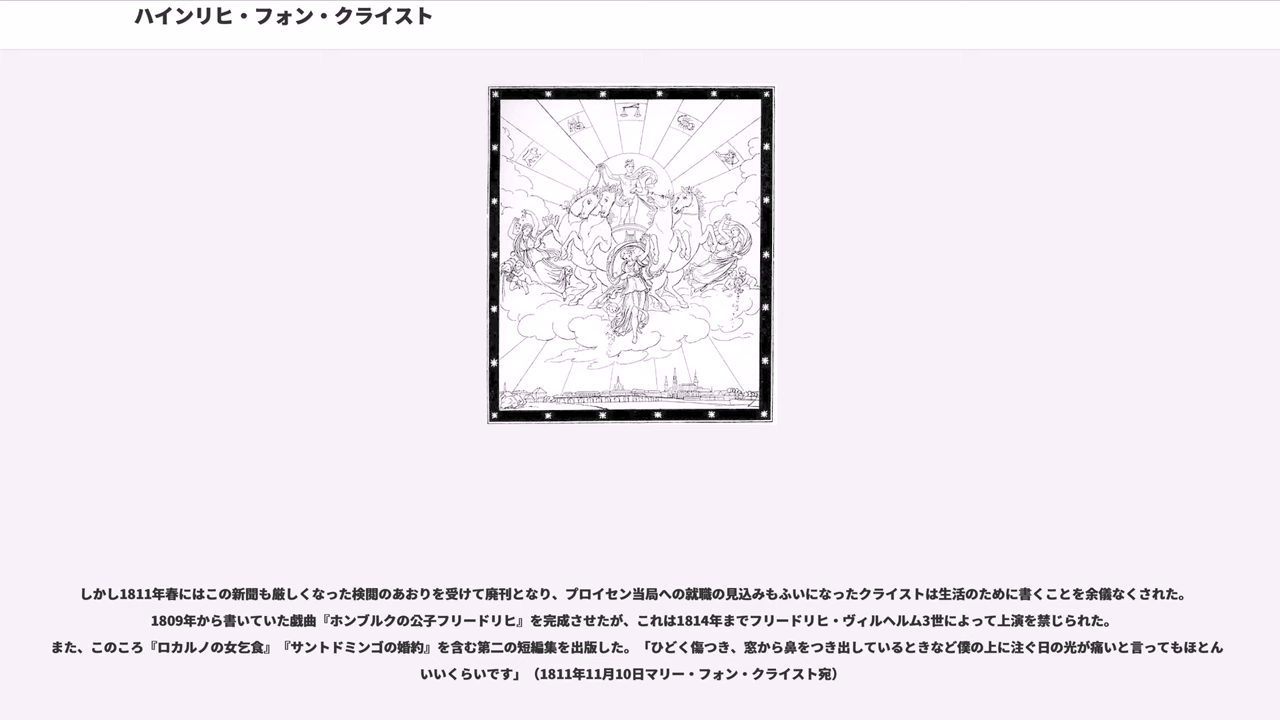 ハインリヒ・フォン・クライスト
しかし1811年春にはこの新聞も厳しくなった検閲のあおりを受けて廃刊となり、プロイセン当局への就職の見込みもふいになったクライストは生活のために書くことを余儀なくされた。
1809年から書いていた戯曲『ホンブルクの公子フリードリヒ』を完成させたが、これは1814年までフリードリヒ・ヴィルヘルム3世によって上演を禁じられた。
また、このころ『ロカルノの女乞食』『サントドミンゴの婚約』を含む第二の短編集を出版した。「ひどく傷つき、窓から鼻をつき出しているときなど僕の上に注ぐ日の光が痛いと言ってもほとん
いいくらいです」（1811年11月10日マリー・フォン・クライスト宛）